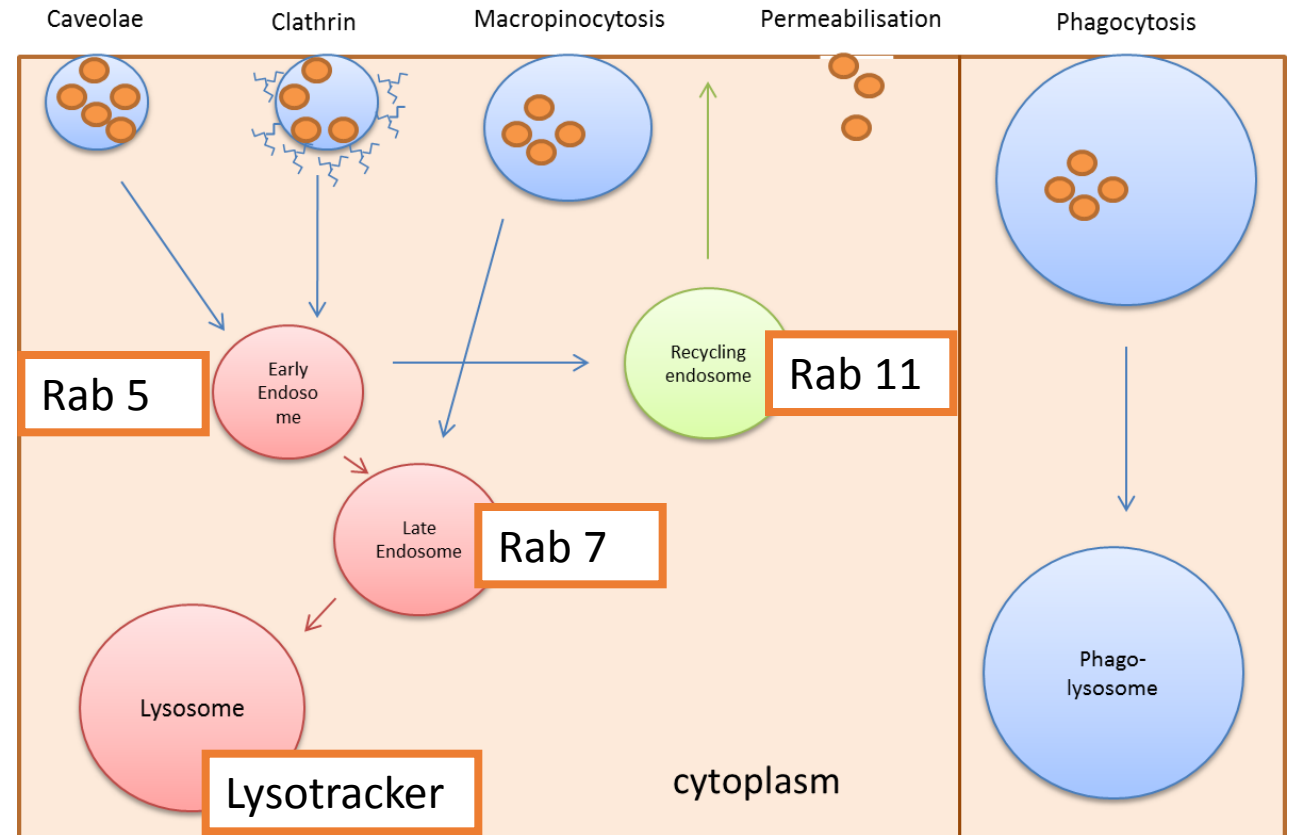 Caveolae
Clathrin
Macropinocytosis
Permeabilisation
Phagocytosis
Early
Endoso
me
Rab 5
Recycling
endosome
Rab 11
Late
Endosome
Rab 7
Lysosome
Lysotracker
cytoplasm
Phago-
lysosome